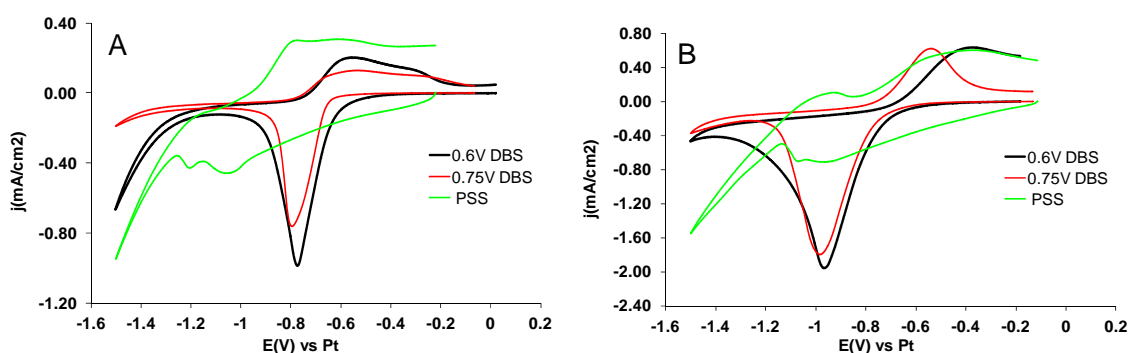 A
0.40
0.00
-0.40
-0.80
-1.20
j(mA/cm2)
-1.6 -1.4 -1.2 -1 -0.8 -0.6 -0.4 -0.2 0 0.2
E(V) vs Pt
0.6V DBS
0.75V DBS
PSS
B
0.80
0.40
0.00
-0.40
-0.80
-1.20
-1.60
-2.00
-2.40
j(mA/cm2)
-1.6 -1.4 -1.2 -1 -0.8 -0.6 -0.4 -0.2 0 0.2
E(V) vs Pt
0.6V DBS
0.75V DBS
PSS